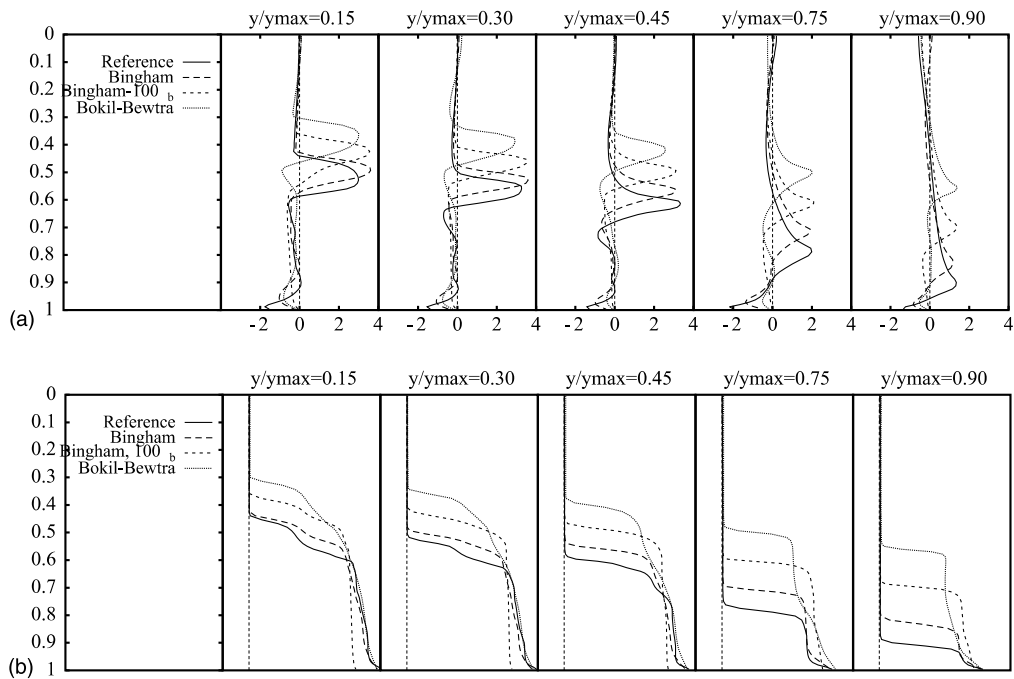 y/ymax=0.15 y/ymax=0.30 y/ymax=0.45 y/ymax=0.75 y/ymax=0.90
0
0.1
Reference
Bingham
0.2
Bingham-100 b
Bokil-Bewtra
0.3
0.4
0.5
0.6
0.7
0.8
0.9
1
(a)
-2 0 2 4 -2 0 2 4 -2 0 2 4 -2 0 2 4 -2 0 2 4
y/ymax=0.15 y/ymax=0.30 y/ymax=0.45 y/ymax=0.75 y/ymax=0.90
0
0.1
Reference
Bingham
0.2
Bingham, 100 b
Bokil-Bewtra
0.3
0.4
0.5
0.6
0.7
0.8
0.9
1
(b)